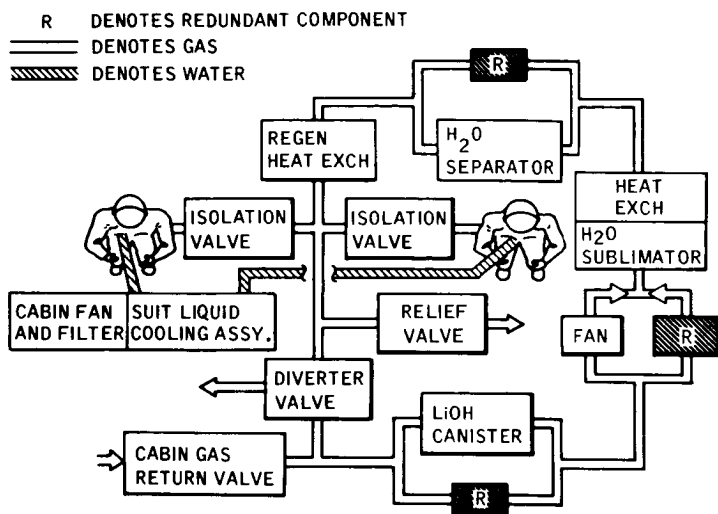 R DENOTES REDUNDANT COMPONENT
DENOTES GAS
DENOTES WATER
R
REGEN
HEAT EXCH
H2O
SEPARATOR
HEAT
EXCH
H2O
SUBLIMATOR
ISOLATION
VALVE
ISOLATION
VALVE
CABIN FAN
AND FILTER
SUIT LIQUID
COOLING ASSY.
RELIEF
VALVE
FAN
R
DIVERTER
VALVE
LiOH
CANISTER
CABIN GAS
RETURN VALVE
R